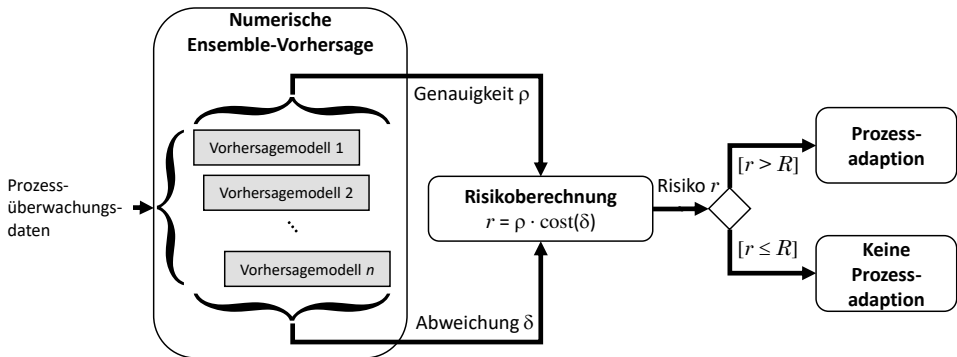 Numerische
Ensemble-Vorhersage
Genauigkeit ρ
Vorhersagemodell 1
Vorhersagemodell 2
...
Vorhersagemodell n
Prozess-
überwachungs-
daten
Abweichung δ
Risikoberechnung
r = ρ · cost(δ)
Risiko r
[r > R]
[r ≤ R]
Prozess-
adaption
Keine
Prozess-
adaption